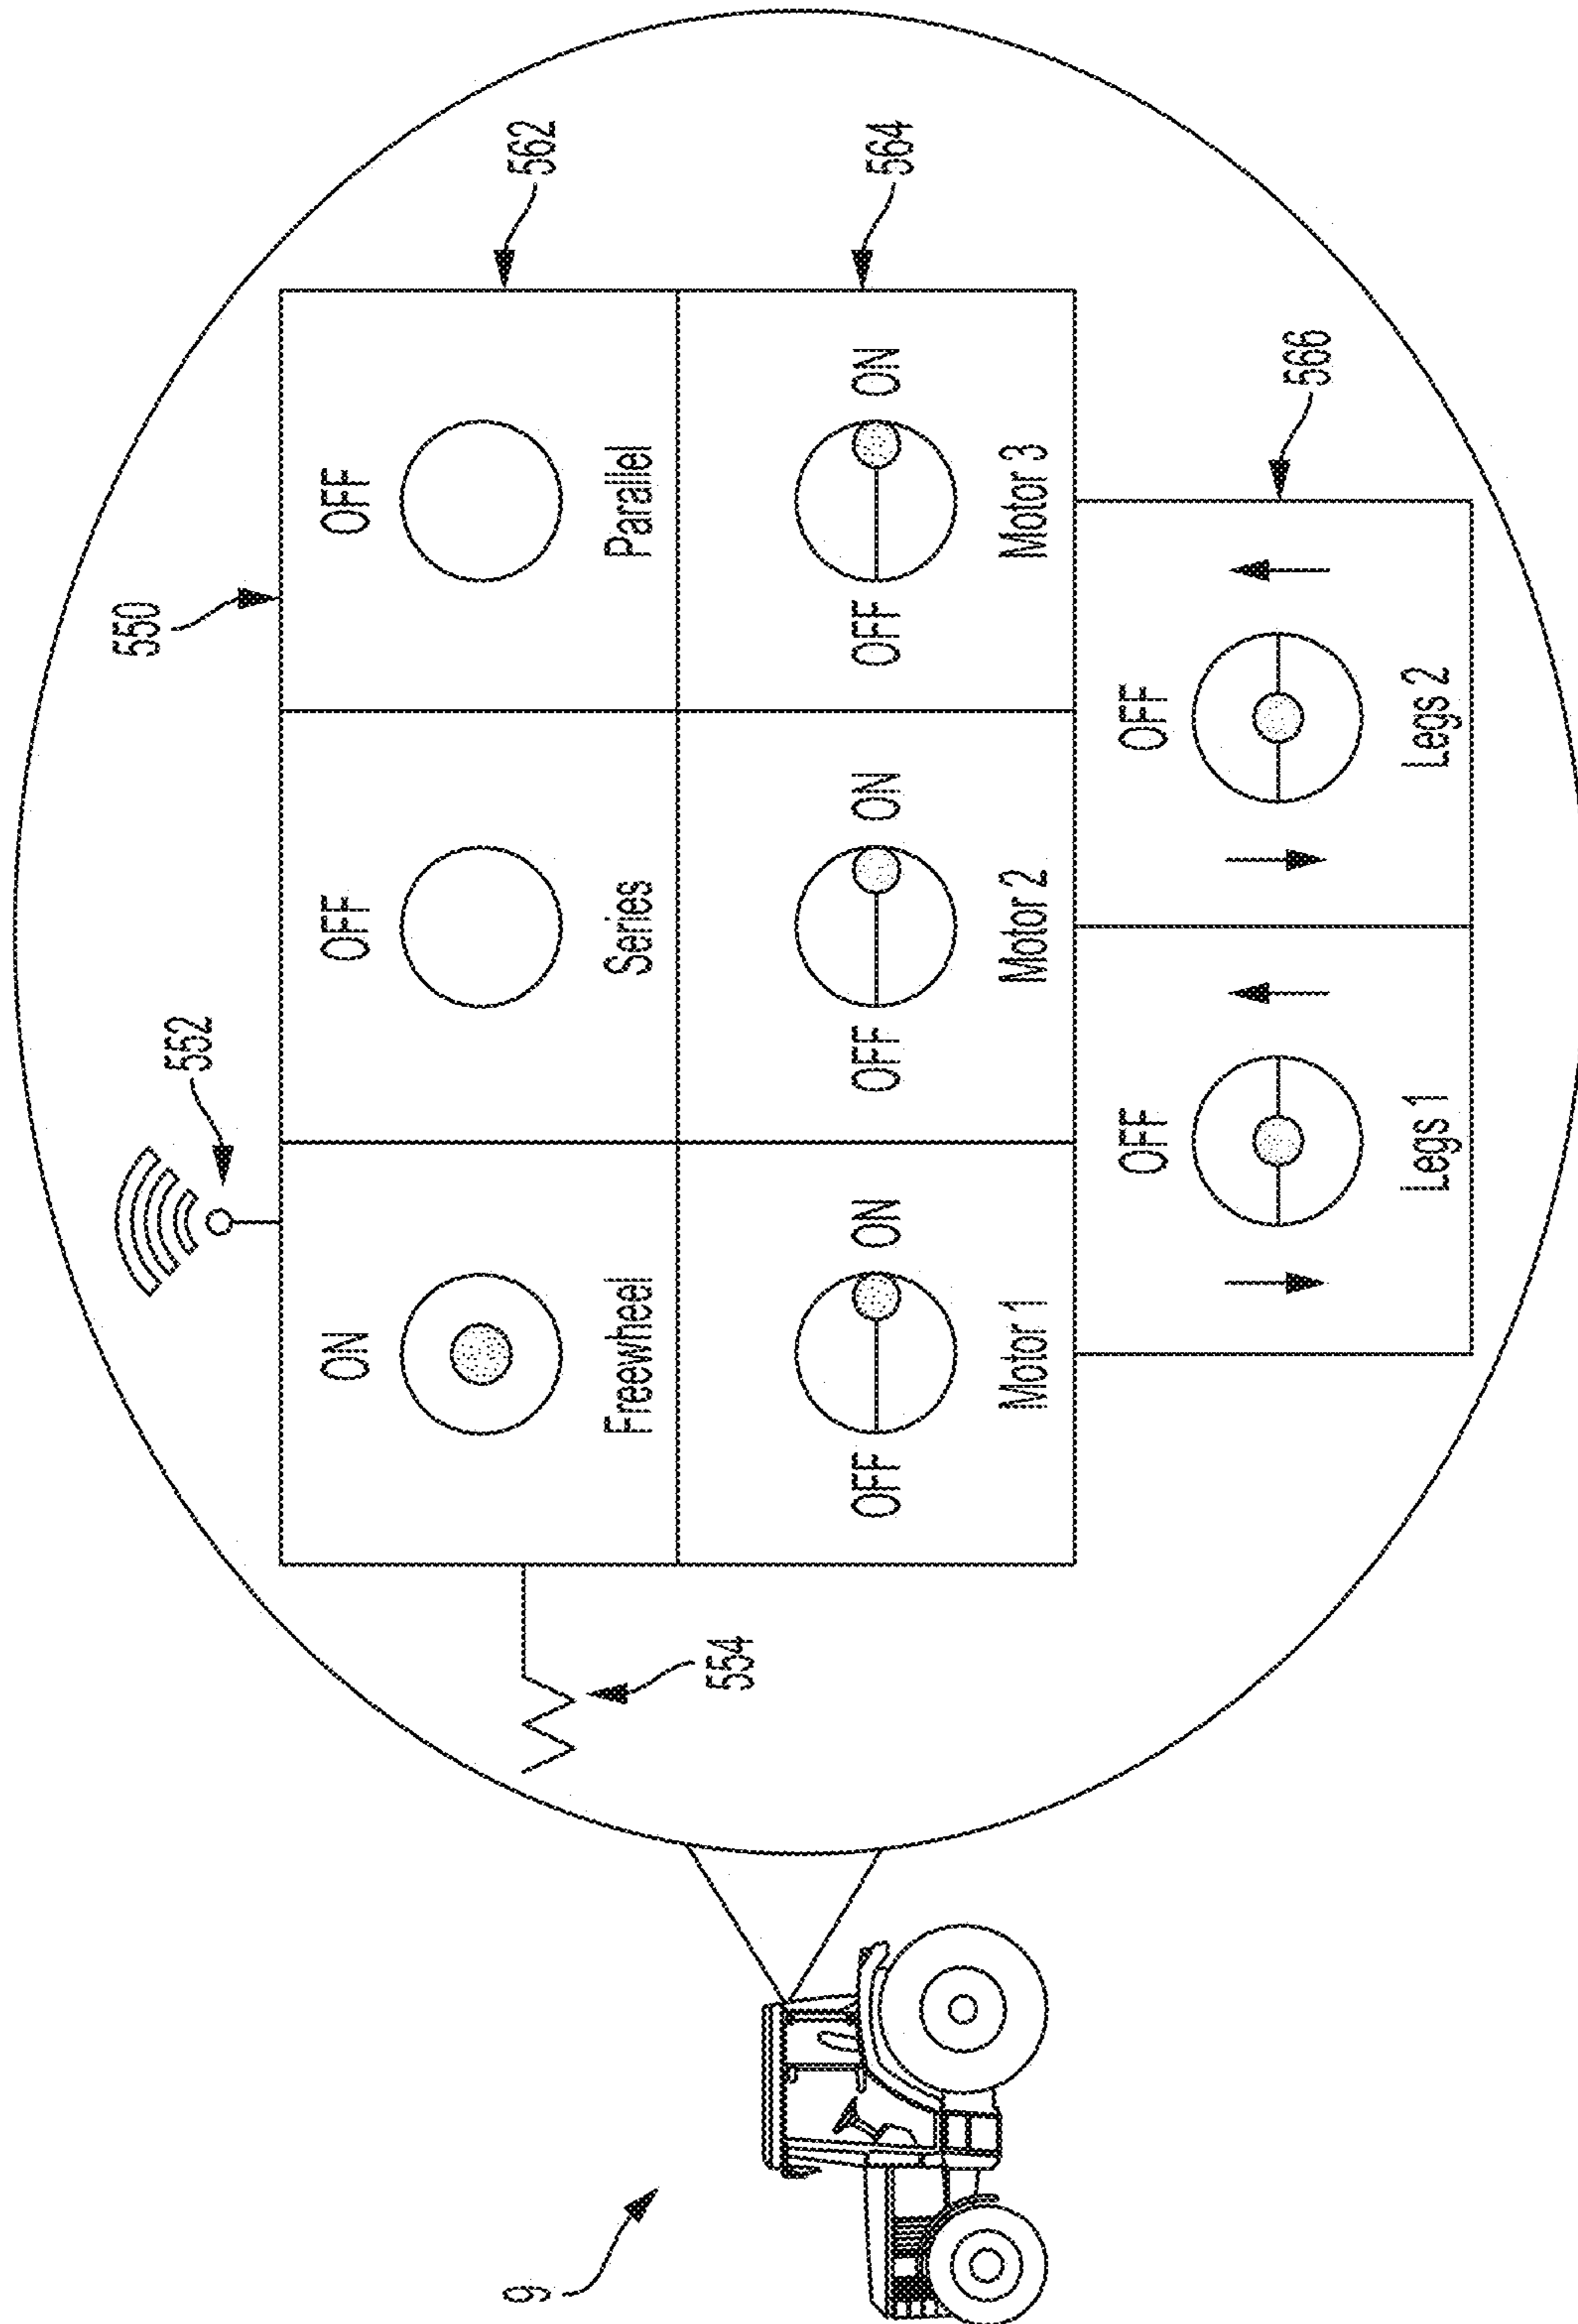 550
552
562
ON
OFF
OFF
Freewheel
Series
Parallel
554
564
OFF ON
OFF ON
OFF ON
Motor 1
Motor 2
Motor 3
566
OFF
OFF
Legs 1
Legs 2
9